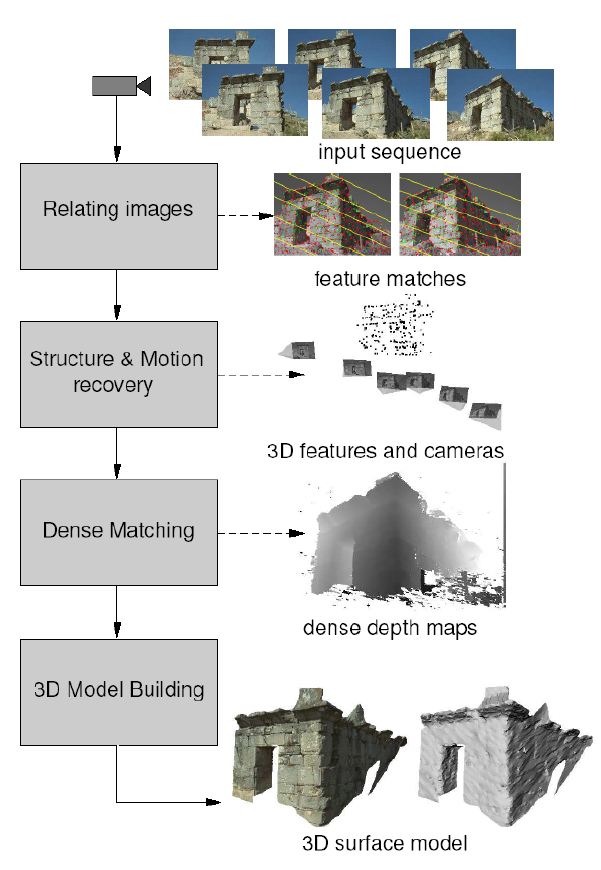 input sequence
Relating images
feature matches
Structure & Motion
recovery
3D features and cameras
Dense Matching
dense depth maps
3D Model Building
3D surface model